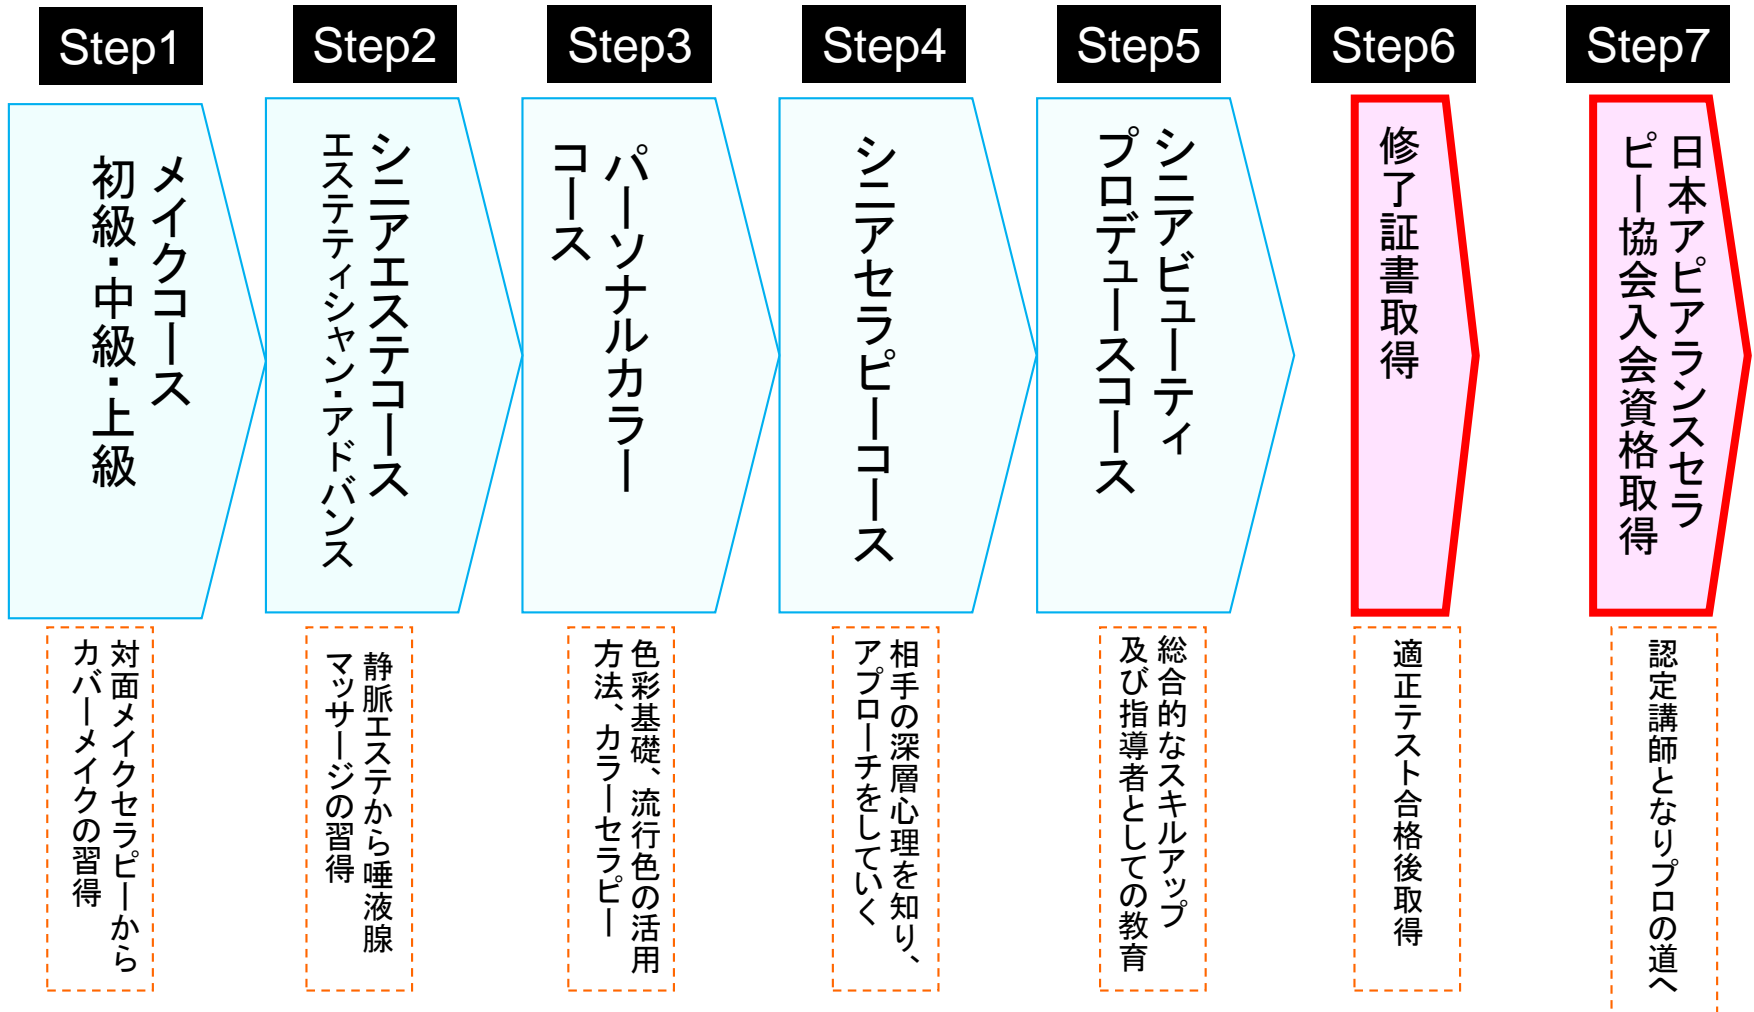 Step1
メイクコース
初級・中級・上級
対面メイクセラピーから
カバーメイクの習得
Step2
シニアエステコース
エステティシャン・アドバンス
静脈エステから唾液腺
マッサージの習得
Step3
パーソナルカラー
コース
色彩基礎、流行色の活用
方法、カラーセラピー
Step4
シニアセラピーコース
相手の深層心理を知り、
アプローチをしていく
Step5
シニアビューティ
プロデュースコース
総合的なスキルアップ
及び指導者としての教育
Step6
修了証書取得
適正テスト合格後取得
Step7
日本アピアランスセラ
ピー協会入会資格取得
認定講師となりプロの道へ